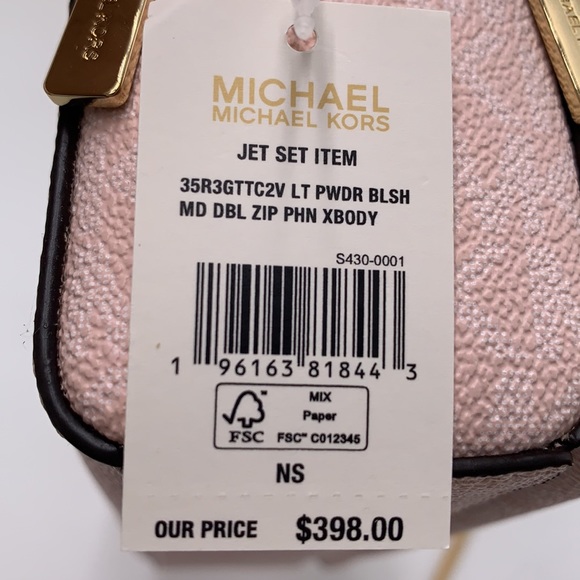 MICHAEL
MICHAEL KORS
JET SET ITEM
35R3GTTC2V LT PWDR BLSH
MD DBL ZIP PHN XBODY
S430-0001
1 96163 81844 3
FSC
MIX
Paper
FSC™ C012345
NS
OUR PRICE $398.00